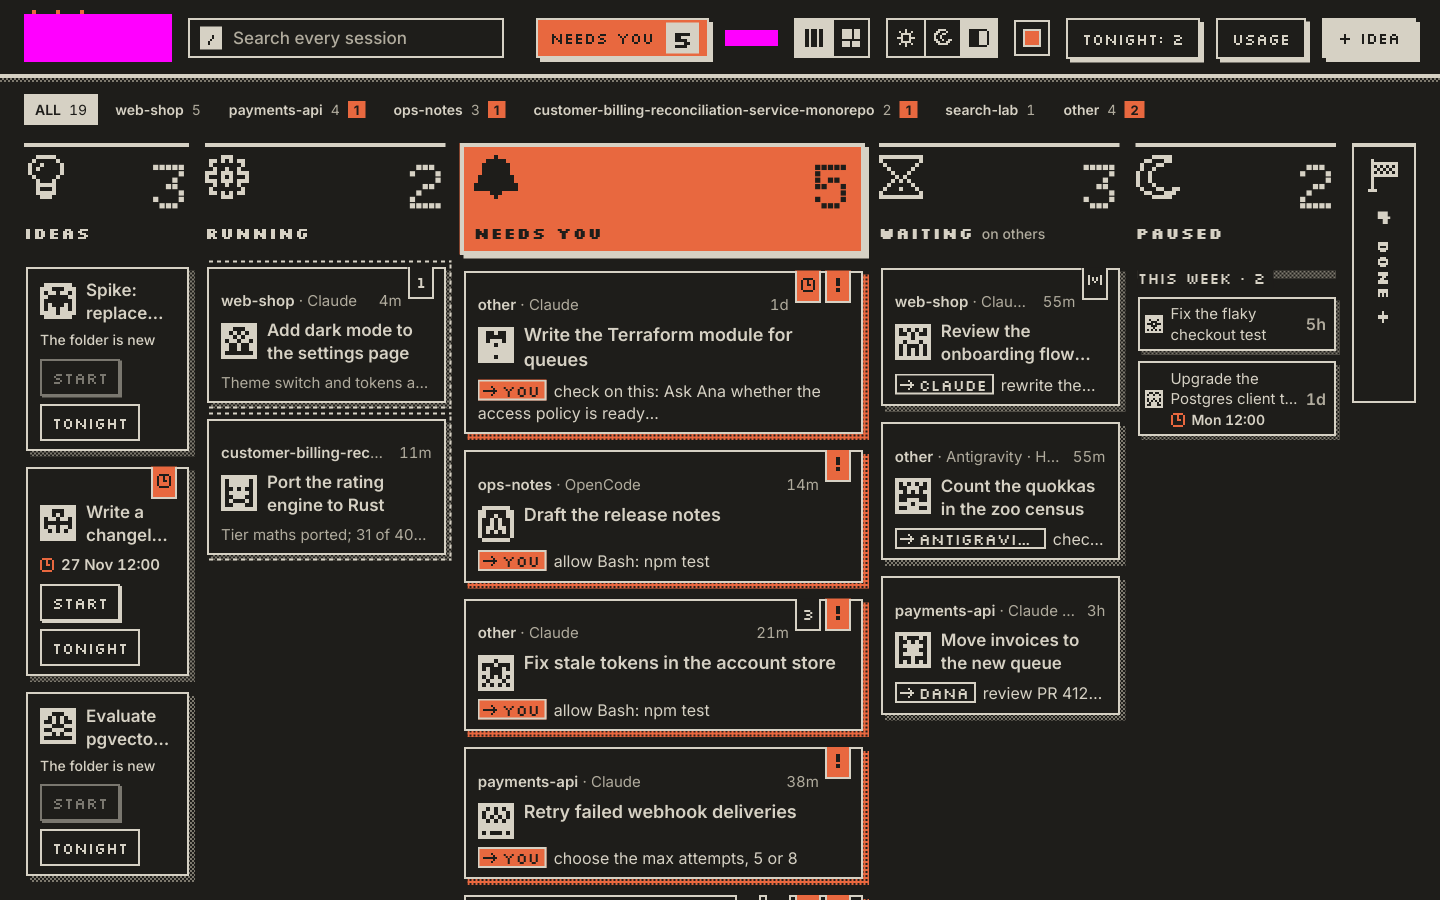 / Search every session
NEEDS YOU 5
TONIGHT: 2
USAGE
+ IDEA
ALL 19
web-shop 5
payments-api 4 1
ops-notes 3 1
customer-billing-reconciliation-service-monorepo 2 1
search-lab 1
other 4 2
3
IDEAS
Spike:
replace...
The folder is new
START
TONIGHT
Write a
changel...
27 Nov 12:00
START
TONIGHT
Evaluate
pgvecto...
The folder is new
START
TONIGHT
2
RUNNING
1
web-shop · Claude 4m
Add dark mode to
the settings page
Theme switch and tokens a...
customer-billing-rec... 11m
Port the rating
engine to Rust
Tier maths ported; 31 of 40...
5
NEEDS YOU
!
other · Claude 1d
Write the Terraform module for
queues
→ YOU check on this: Ask Ana whether the
access policy is ready...
!
ops-notes · OpenCode 14m
Draft the release notes
→ YOU allow Bash: npm test
3 !
other · Claude 21m
Fix stale tokens in the account store
→ YOU allow Bash: npm test
!
payments-api · Claude 38m
Retry failed webhook deliveries
→ YOU choose the max attempts, 5 or 8
3
WAITING on others
web-shop · Clau... 55m
Review the
onboarding flow...
→ CLAUDE rewrite the...
other · Antigravity · H... 55m
Count the quokkas
in the zoo census
→ ANTIGRAVI... chec...
payments-api · Claude ... 3h
Move invoices to
the new queue
→ DANA review PR 412...
2
PAUSED
THIS WEEK · 2
Fix the flaky
checkout test 5h
Upgrade the
Postgres client t... 1d
Mon 12:00
4 DONE +